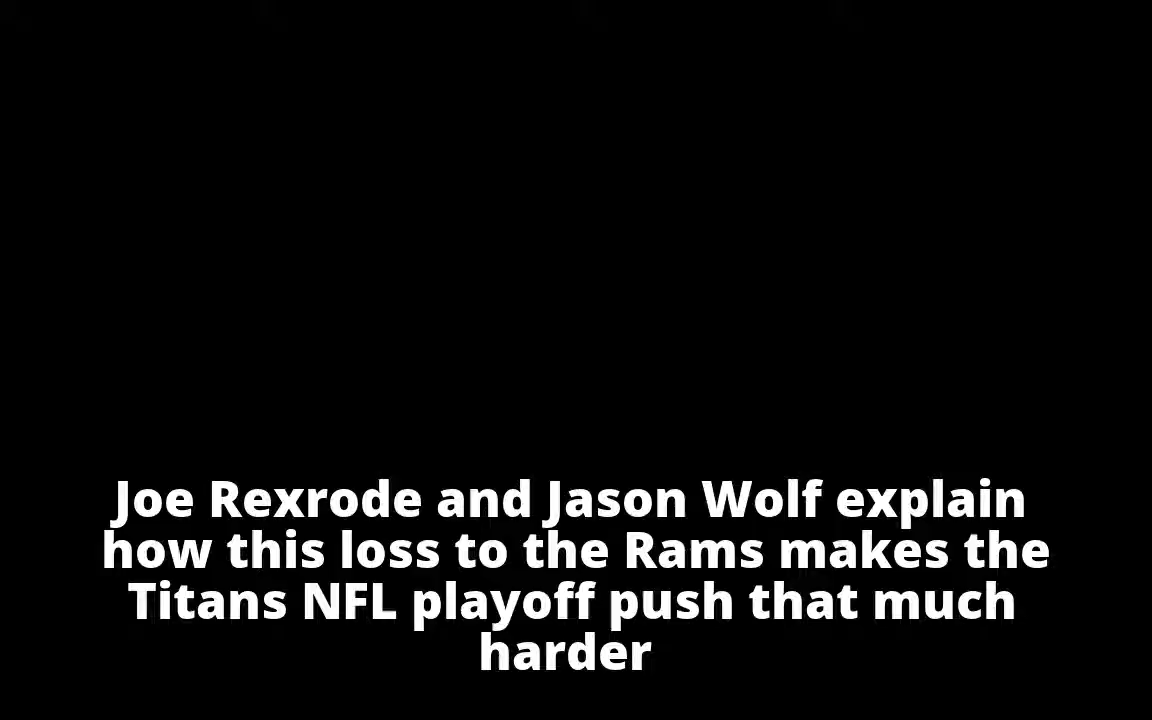 Joe Rexrode and Jason Wolf explain
how this loss to the Rams makes the
Titans NFL playoff push that much
harder